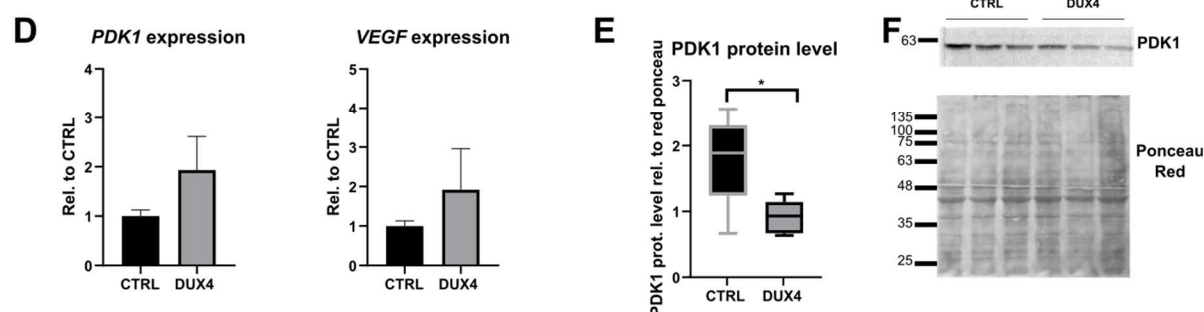 D
PDK1 expression
Rel. to CTRL
4
3
2
1
0
CTRL DUX4
VEGF expression
Rel. to CTRL
5
4
3
2
1
0
CTRL DUX4
E
PDK1 protein level
PDK1 prot. level rel. to red ponceau
3
2
1
0
*
CTRL DUX4
F
CTRL DUX4
63
PDK1
135
100
75
63
48
35
25
Ponceau
Red